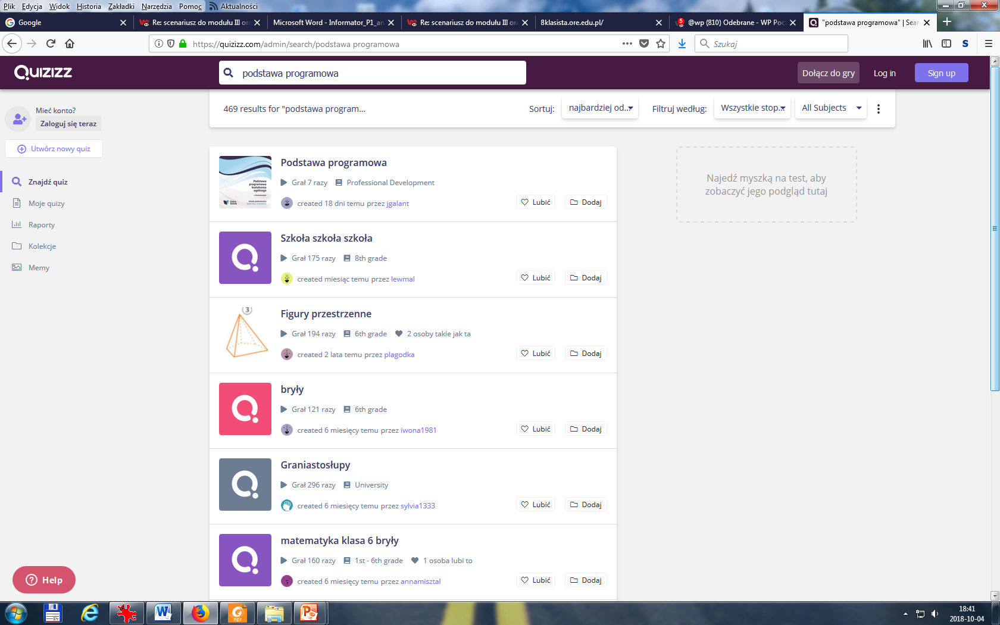 Plik Edycja Widok Historia Zakładki Narzędzia Pomoc Aktualności
Google
Re: scenariusz do modułu III ora
Microsoft Word - Informator_P1_an
Re: scenariusz do modułu III ora
8klasista.ore.edu.pl/
5
@wp (810) Odebrane - WP Poc
"podstawa programowa" | Sear
https://quizizz.com/admin/search/podstawa programowa
Szukaj
S
Quizizz
podstawa programowa
Dołącz do gry
Log in
Sign up
Mieć konto?
Zaloguj się teraz
Utwórz nowy quiz
Znajdź quiz
Moje quizy
Raporty
Kolekcje
Memy
Help
469 results for "podstawa program...
Sortuj:
najbardziej od...
Filtruj według:
Wszystkie stop...
All Subjects
Podstawa
programowa
kształcenia
ogólnego
Podstawa programowa
Grał 7 razy Professional Development
created 18 dni temu przez jgalant
Lubić Dodaj
Szkoła szkoła szkoła
Grał 175 razy 8th grade
created miesiąc temu przez lewmal
Lubić Dodaj
3
Figury przestrzenne
Grał 194 razy 6th grade 2 osoby takie jak ta
created 2 lata temu przez plagodka
Lubić Dodaj
bryły
Grał 121 razy 6th grade
created 6 miesięcy temu przez iwona1981
Lubić Dodaj
Graniastosłupy
Grał 296 razy University
created 6 miesięcy temu przez sylvia1333
Lubić Dodaj
matematyka klasa 6 bryły
Grał 160 razy 1st - 6th grade 1 osoba lubi to
created 6 miesięcy temu przez annamisztal
Lubić Dodaj
Najedź myszką na test, aby
zobaczyć jego podgląd tutaj
64
PDF
18:41
2018-10-04